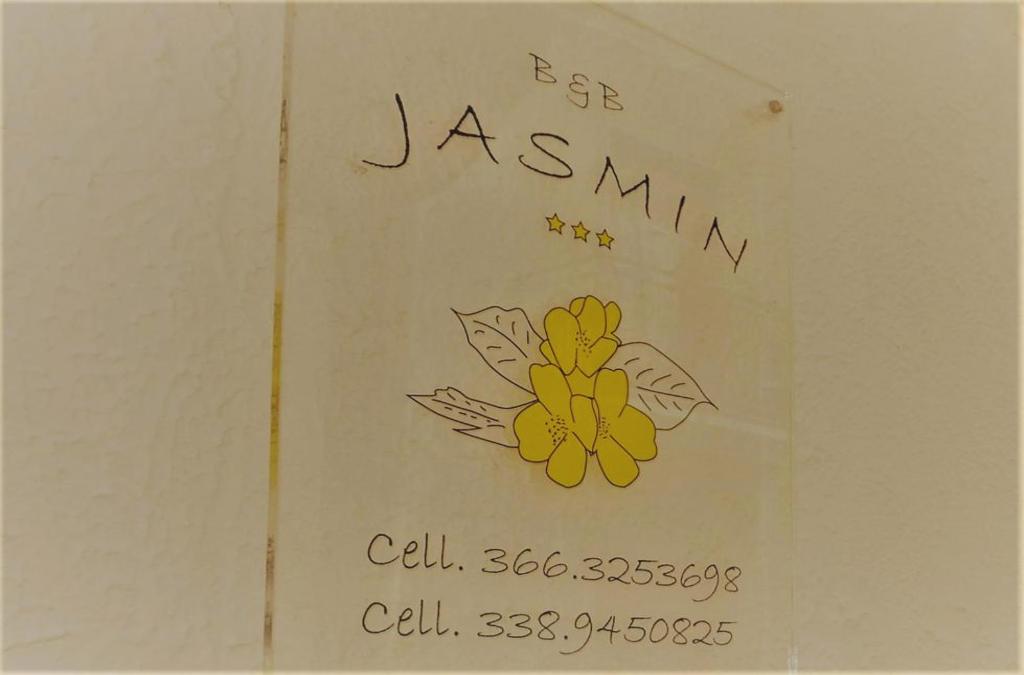 B & B
JASMIN
Cell. 366.3253698
Cell. 338.9450825